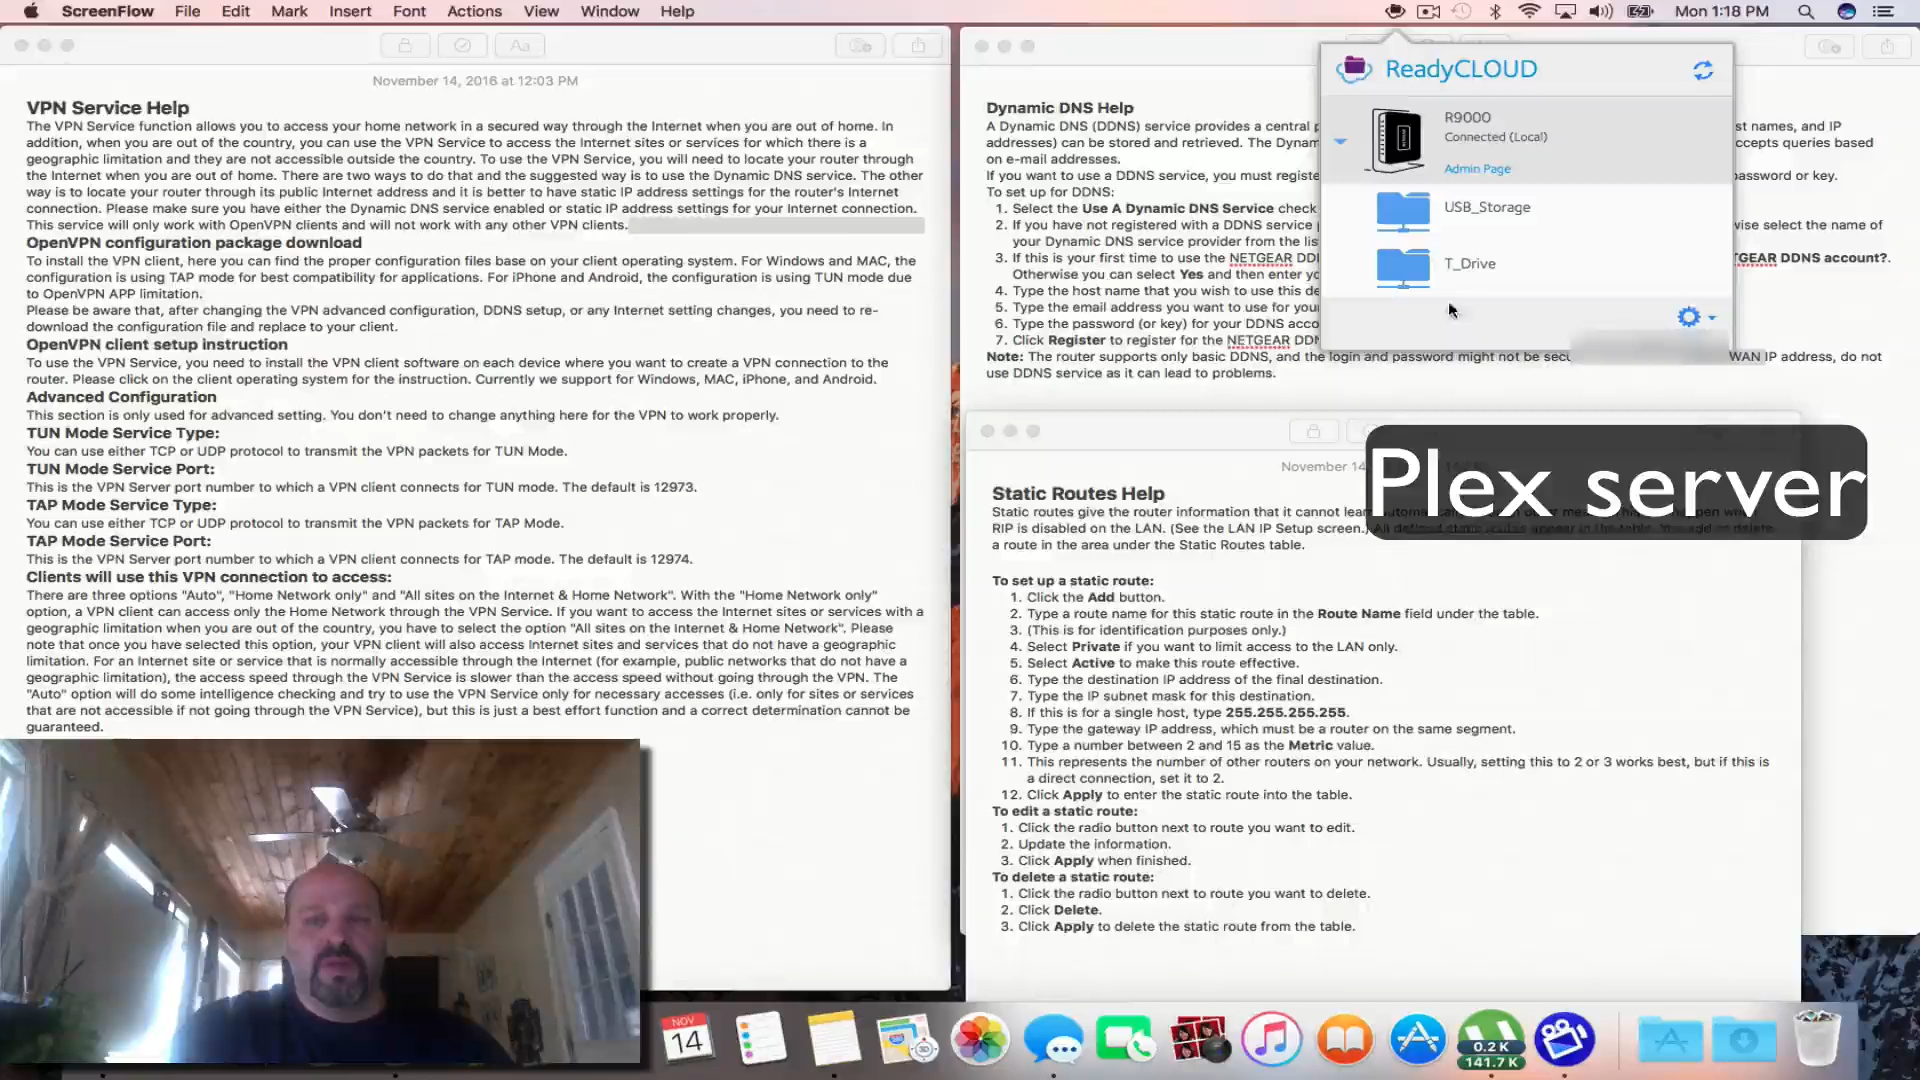 ScreenFlow File Edit Mark Insert Font Actions View Window Help
Mon 1:18 PM
Aa
November 14, 2016 at 12:03 PM
VPN Service Help
The VPN Service function allows you to access your home network in a secured way through the Internet when you are out of home. In
addition, when you are out of the country, you can use the VPN Service to access the Internet sites or services for which there is a
geographic limitation and they are not accessible outside the country. To use the VPN Service, you will need to locate your router through
the Internet when you are out of home. There are two ways to do that and the suggested way is to use the Dynamic DNS service. The other
way is to locate your router through its public Internet address and it is better to have static IP address settings for the router's Internet
connection. Please make sure you have either the Dynamic DNS service enabled or static IP address settings for your Internet connection.
This service will only work with OpenVPN clients and will not work with any other VPN clients.
OpenVPN configuration package download
To install the VPN client, here you can find the proper configuration files base on your client operating system. For Windows and MAC, the
configuration is using TAP mode for best compatibility for applications. For iPhone and Android, the configuration is using TUN mode due
to OpenVPN APP limitation.
Please be aware that, after changing the VPN advanced configuration, DDNS setup, or any Internet setting changes, you need to re-
download the configuration file and replace to your client.
OpenVPN client setup instruction
To use the VPN Service, you need to install the VPN client software on each device where you want to create a VPN connection to the
router. Please click on the client operating system for the instruction. Currently we support for Windows, MAC, iPhone, and Android.
Advanced Configuration
This section is only used for advanced setting. You don't need to change anything here for the VPN to work properly.
TUN Mode Service Type:
You can use either TCP or UDP protocol to transmit the VPN packets for TUN Mode.
TUN Mode Service Port:
This is the VPN Server port number to which a VPN client connects for TUN mode. The default is 12973.
TAP Mode Service Type:
You can use either TCP or UDP protocol to transmit the VPN packets for TAP Mode.
TAP Mode Service Port:
This is the VPN Server port number to which a VPN client connects for TAP mode. The default is 12974.
Clients will use this VPN connection to access:
There are three options "Auto", "Home Network only" and "All sites on the Internet & Home Network". With the "Home Network only"
option, a VPN client can access only the Home Network through the VPN Service. If you want to access the Internet sites or services with a
geographic limitation when you are out of the country, you have to select the option "All sites on the Internet & Home Network". Please
note that once you have selected this option, your VPN client will also access Internet sites and services that do not have a geographic
limitation. For an Internet site or service that is normally accessible through the Internet (for example, public networks that do not have a
geographic limitation), the access speed through the VPN Service is slower than the access speed without going through the VPN. The
"Auto" option will do some intelligence checking and try to use the VPN Service only for necessary accesses (i.e. only for sites or services
that are not accessible if not going through the VPN Service), but this is just a best effort function and a correct determination cannot be
guaranteed.
Dynamic DNS Help
A Dynamic DNS (DDNS) service provides a central p st names, and IP
addresses) can be stored and retrieved. The Dynam ccepts queries based
on e-mail addresses.
If you want to use a DDNS service, you must registe password or key.
To set up for DDNS:
1. Select the Use A Dynamic DNS Service check
2. If you have not registered with a DDNS service wise select the name of
your Dynamic DNS service provider from the lis
3. If this is your first time to use the NETGEAR DD TGEAR DDNS account?.
Otherwise you can select Yes and then enter yo
4. Type the host name that you wish to use this de
5. Type the email address you want to use for your
6. Type the password (or key) for your DDNS acco
7. Click Register to register for the NETGEAR DDN
Note: The router supports only basic DDNS, and the login and password might not be secu WAN IP address, do not
use DDNS service as it can lead to problems.
ReadyCLOUD
R9000
Connected (Local)
Admin Page
USB_Storage
T_Drive
November 14
Plex server
Static Routes Help
Static routes give the router information that it cannot lear
RIP is disabled on the LAN. (See the LAN IP Setup screen.)
a route in the area under the Static Routes table.
To set up a static route:
1. Click the Add button.
2. Type a route name for this static route in the Route Name field under the table.
3. (This is for identification purposes only.)
4. Select Private if you want to limit access to the LAN only.
5. Select Active to make this route effective.
6. Type the destination IP address of the final destination.
7. Type the IP subnet mask for this destination.
8. If this is for a single host, type 255.255.255.255.
9. Type the gateway IP address, which must be a router on the same segment.
10. Type a number between 2 and 15 as the Metric value.
11. This represents the number of other routers on your network. Usually, setting this to 2 or 3 works best, but if this is
a direct connection, set it to 2.
12. Click Apply to enter the static route into the table.
To edit a static route:
1. Click the radio button next to route you want to edit.
2. Update the information.
3. Click Apply when finished.
To delete a static route:
1. Click the radio button next to route you want to delete.
2. Click Delete.
3. Click Apply to delete the static route from the table.
NOV
14
3D
0.2 K
141.7 K